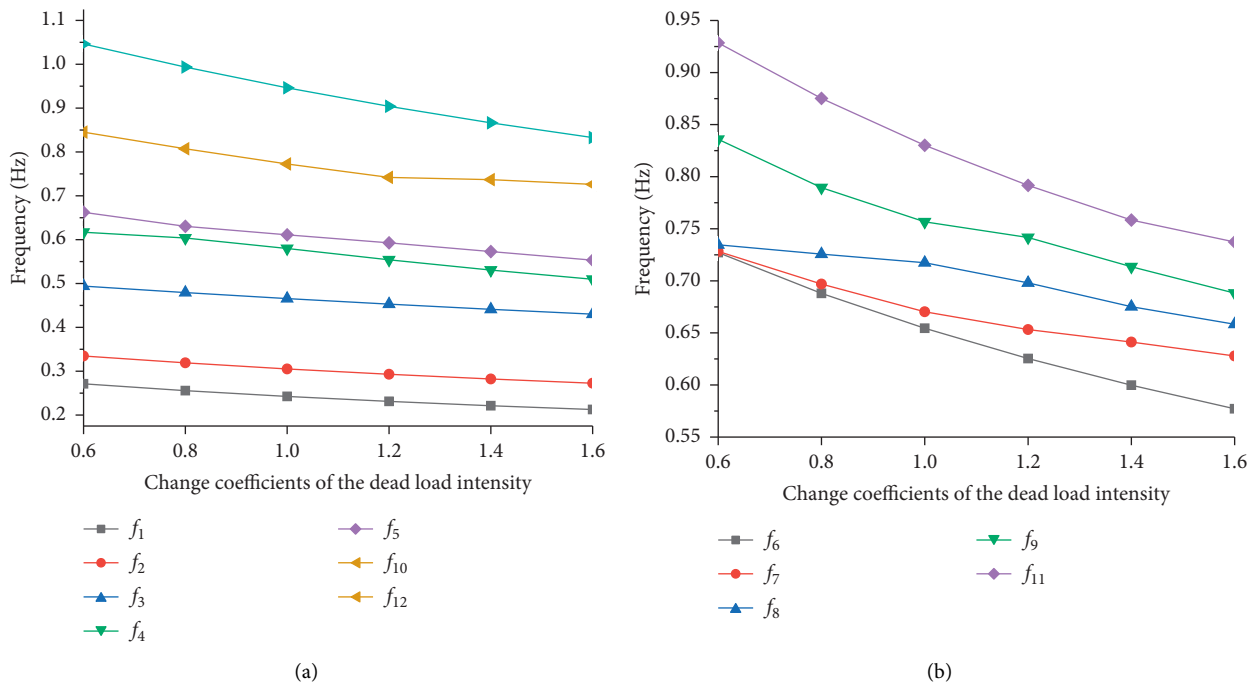 1.1
1.0
0.9
0.8
0.7
0.6
0.5
0.4
0.3
0.2
Frequency (Hz)
0.6 0.8 1.0 1.2 1.4 1.6
Change coefficients of the dead load intensity
f1 f5
f2 f10
f3 f12
f4
(a)
0.95
0.90
0.85
0.80
0.75
0.70
0.65
0.60
0.55
Frequency (Hz)
0.6 0.8 1.0 1.2 1.4 1.6
Change coefficients of the dead load intensity
f6 f9
f7 f11
f8
(b)